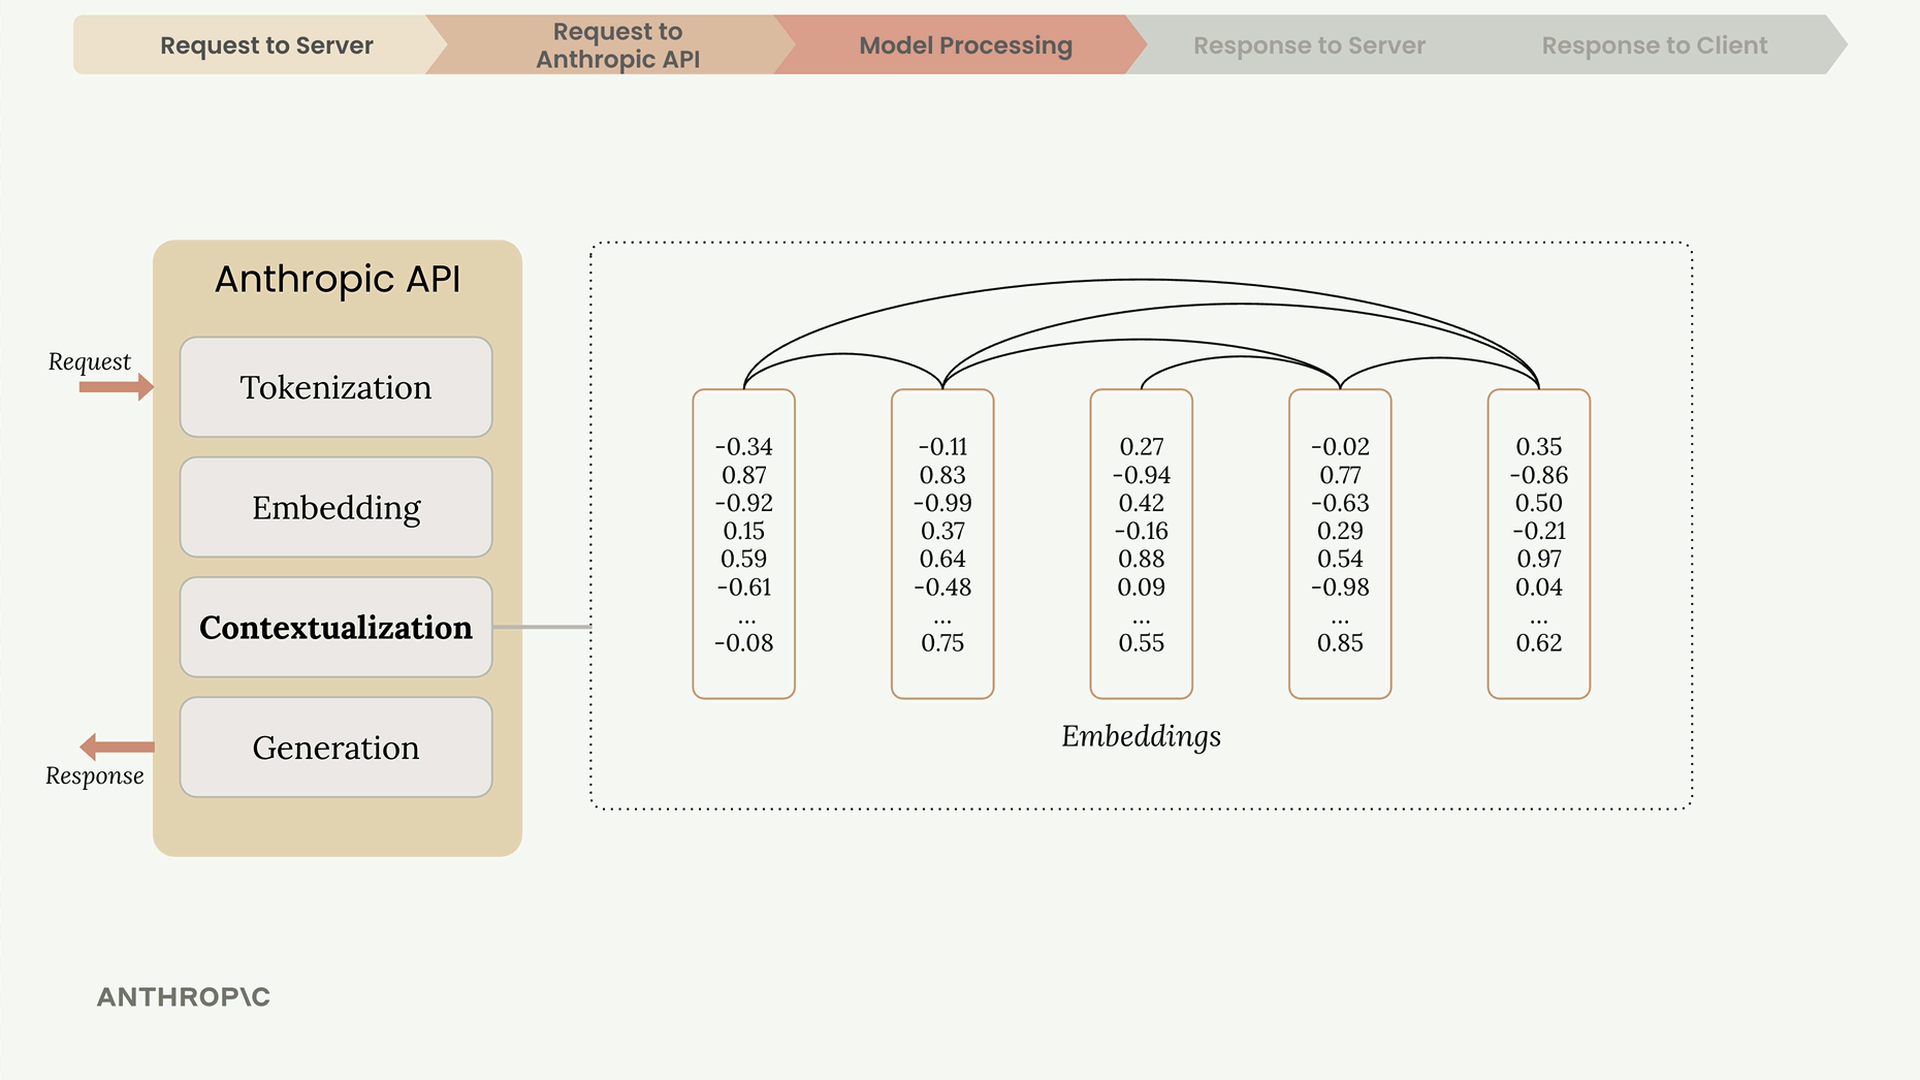 Request to Server
Request to
Anthropic API
Model Processing
Response to Server
Response to Client
Anthropic API
Request
Tokenization
Embedding
Contextualization
Generation
Response
-0.34
0.87
-0.92
0.15
0.59
-0.61
...
-0.08
-0.11
0.83
-0.99
0.37
0.64
-0.48
...
0.75
0.27
-0.94
0.42
-0.16
0.88
0.09
...
0.55
-0.02
0.77
-0.63
0.29
0.54
-0.98
...
0.85
0.35
-0.86
0.50
-0.21
0.97
0.04
...
0.62
Embeddings
ANTHROP\C